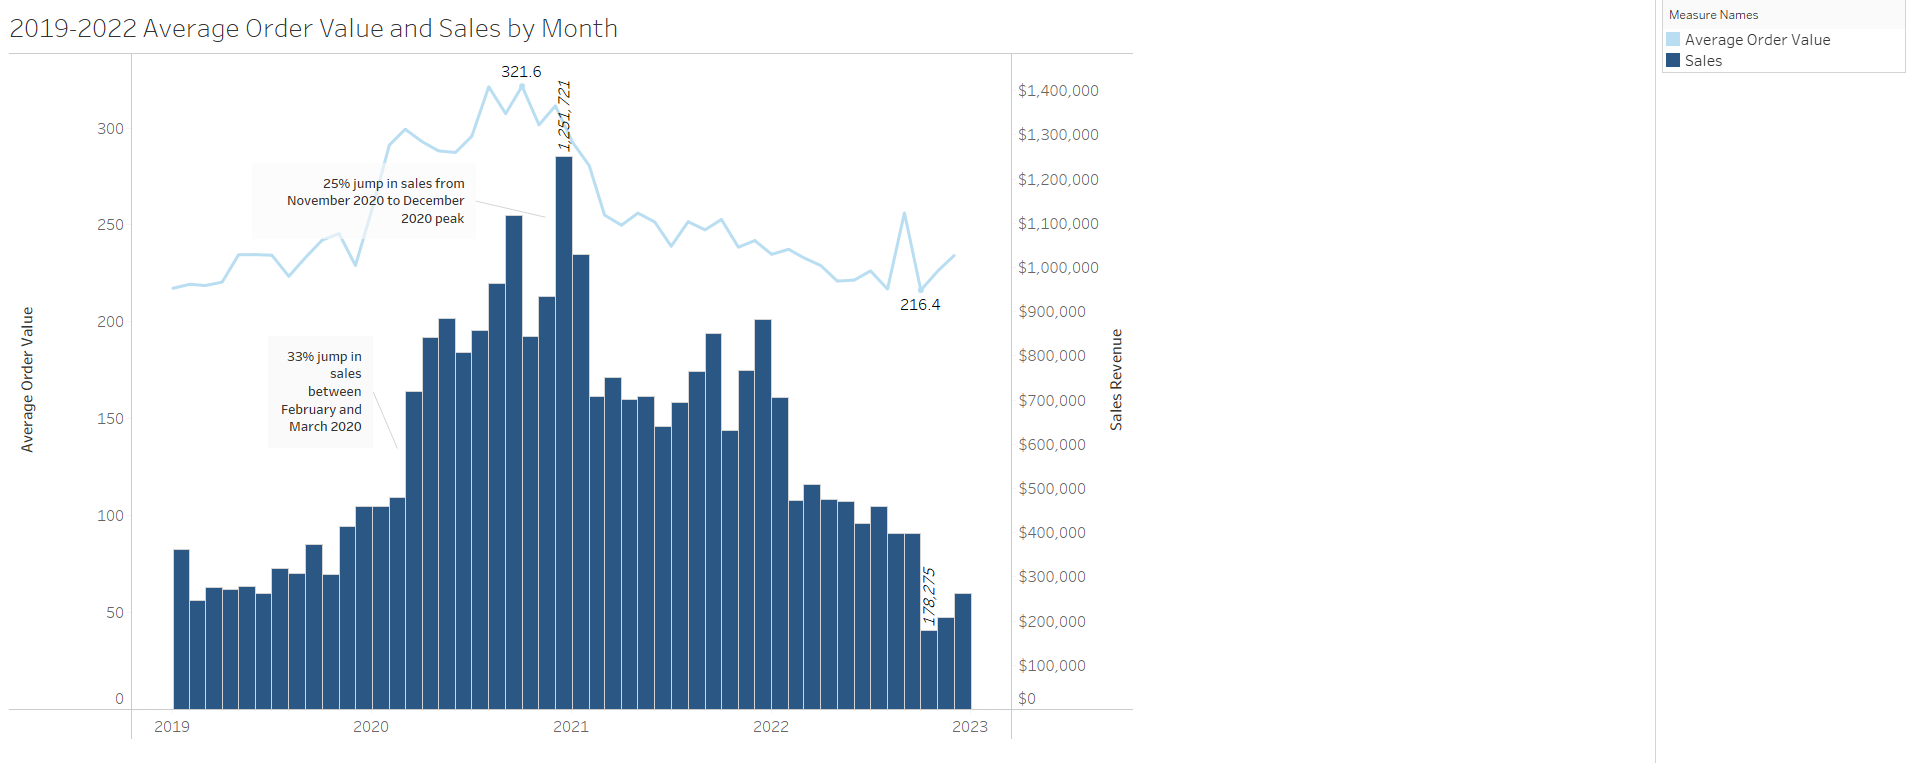 2019-2022 Average Order Value and Sales by Month
Measure Names
Average Order Value
Sales
321.6
1,251,721
300
250
200
150
100
50
0
Average Order Value
25% jump in sales from
November 2020 to December
2020 peak
33% jump in
sales
between
February and
March 2020
216.4
178,275
$1,400,000
$1,300,000
$1,200,000
$1,100,000
$1,000,000
$900,000
$800,000
$700,000
$600,000
$500,000
$400,000
$300,000
$200,000
$100,000
$0
Sales Revenue
2019
2020
2021
2022
2023